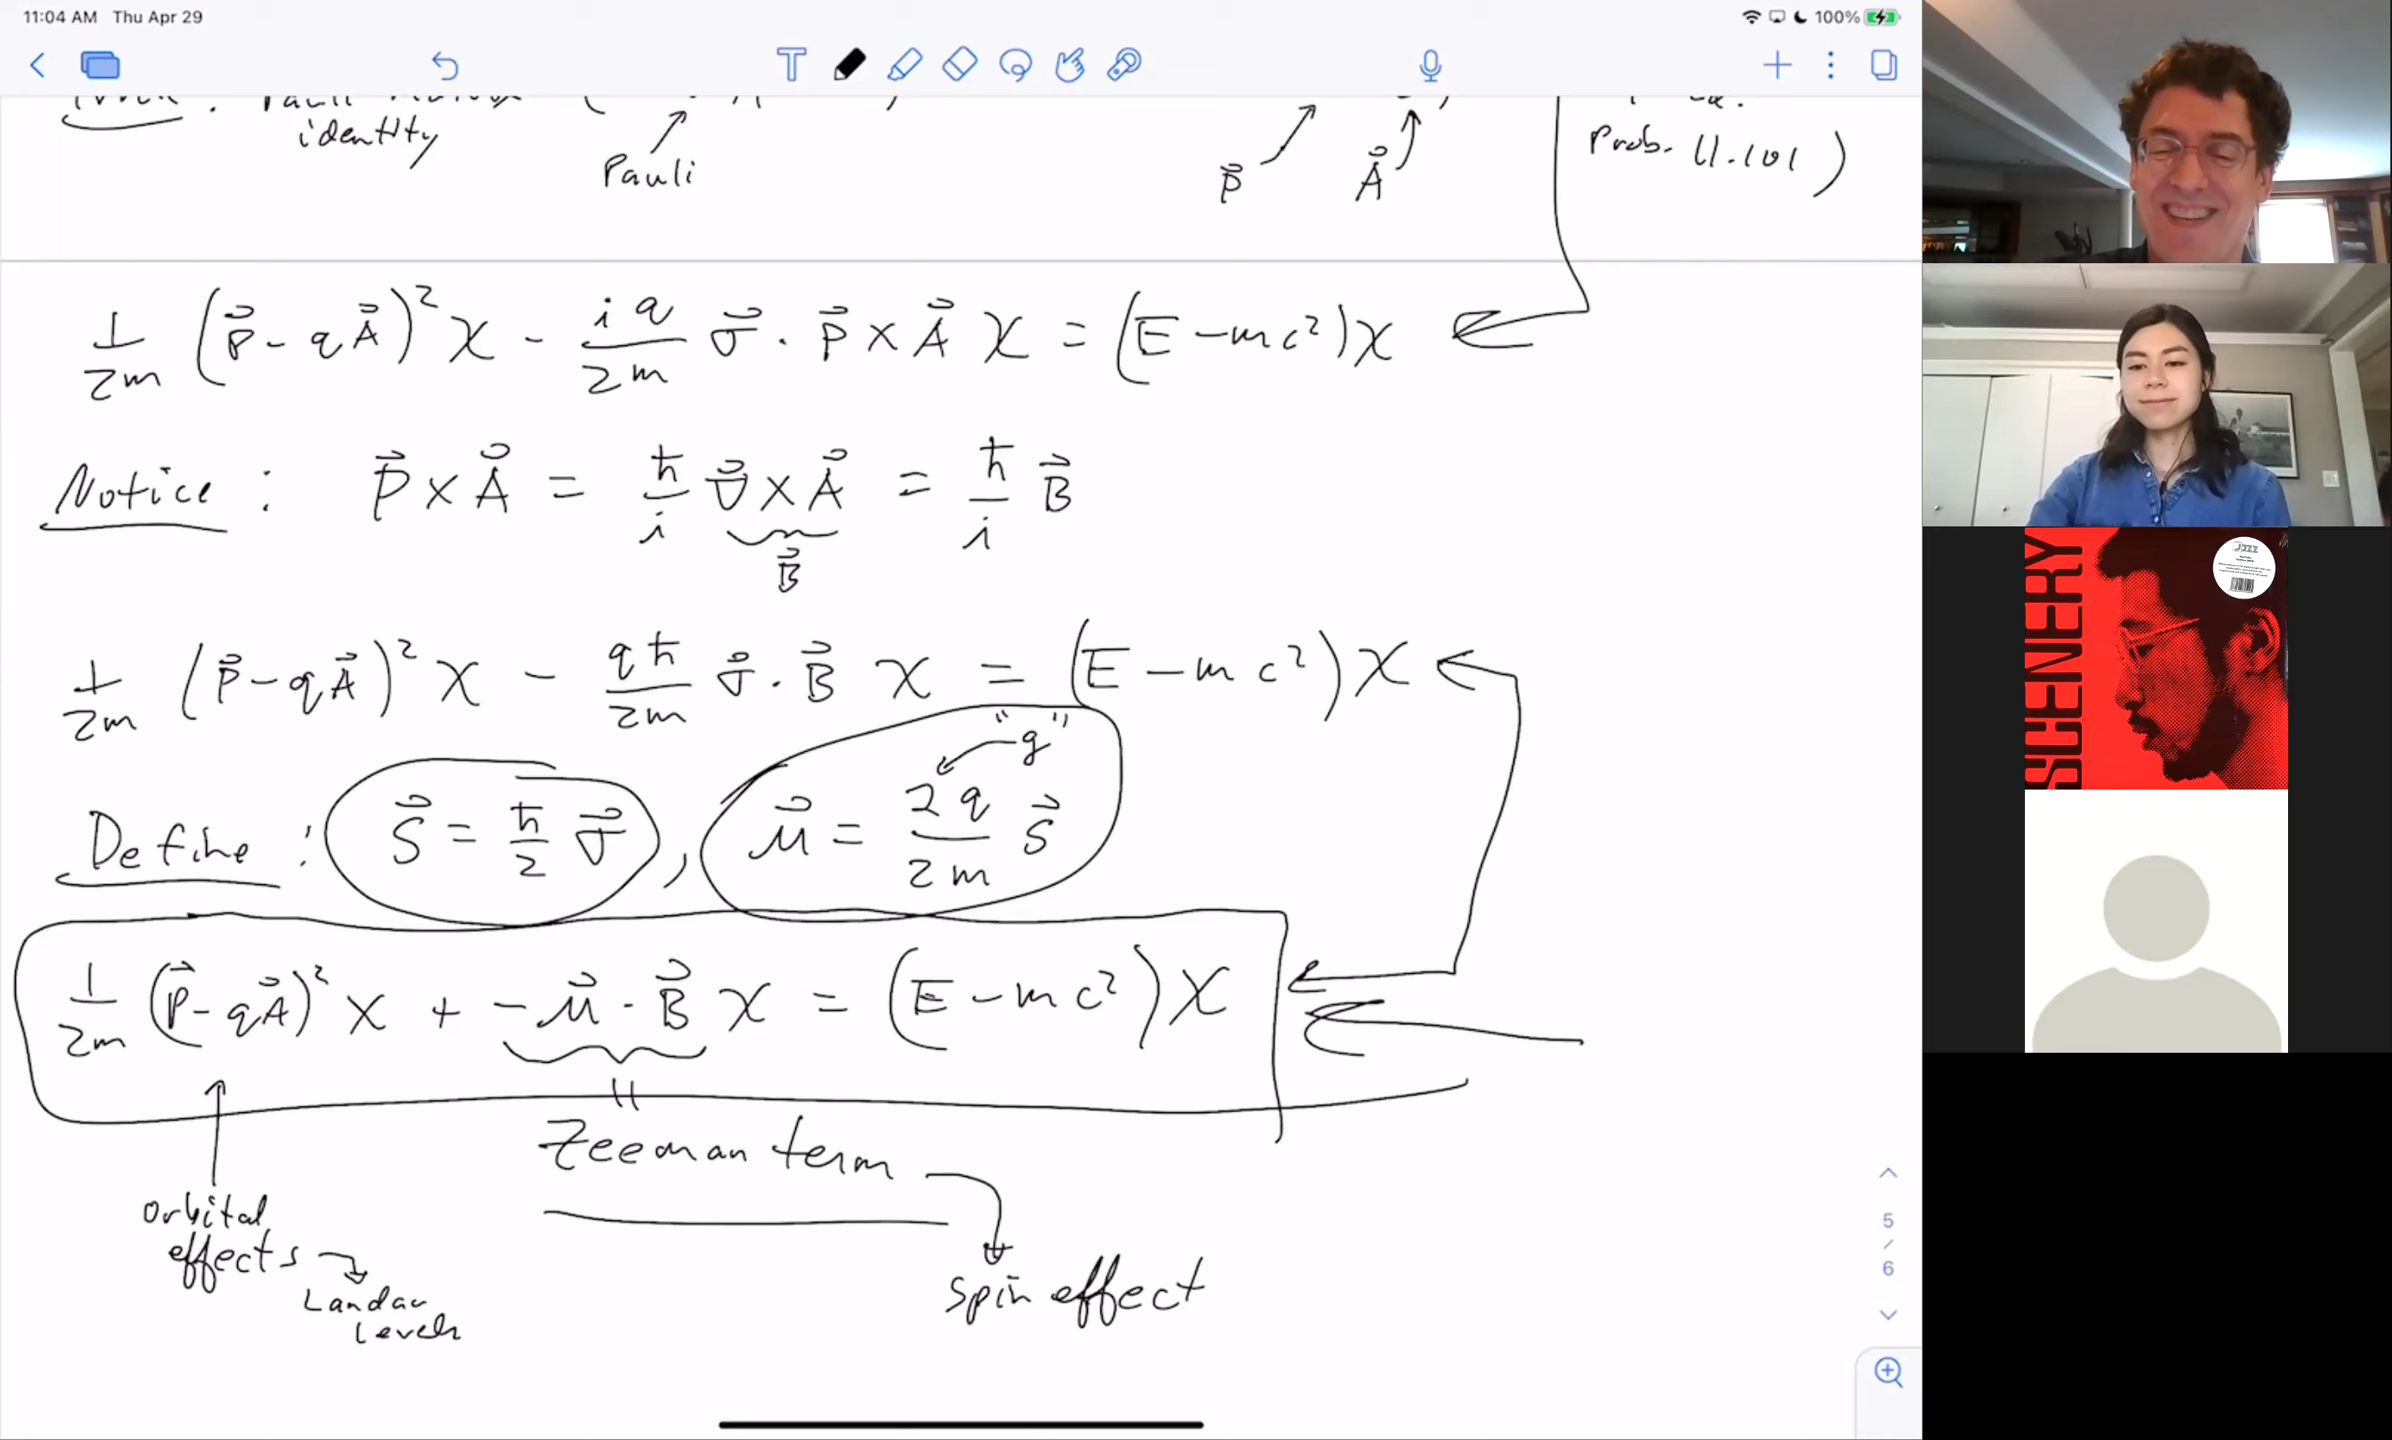 11:04 AM Thu Apr 29
100%
identity
Pauli
P⃗
A⃗
Prob. 11.101 )
1/2m (P⃗ - qA⃗)² χ - iq/2m σ⃗ · P⃗ × A⃗ χ = (E - mc²)χ
Notice : P⃗ × A⃗ = ħ/i ∇⃗ × A⃗ = ħ/i B⃗
B⃗
1/2m (P⃗ - qA⃗)² χ - qħ/2m σ⃗ · B⃗ χ = (E - mc²)χ
"g"
Define : S⃗ = ħ/2 σ⃗ , μ⃗ = 2q/2m S⃗
1/2m (P⃗ - qA⃗)² χ + -μ⃗ · B⃗ χ = (E - mc²)χ
Zeeman term
orbital
effects
Landau
levels
spin effect
5
/
6
SCENERY
JAZZ